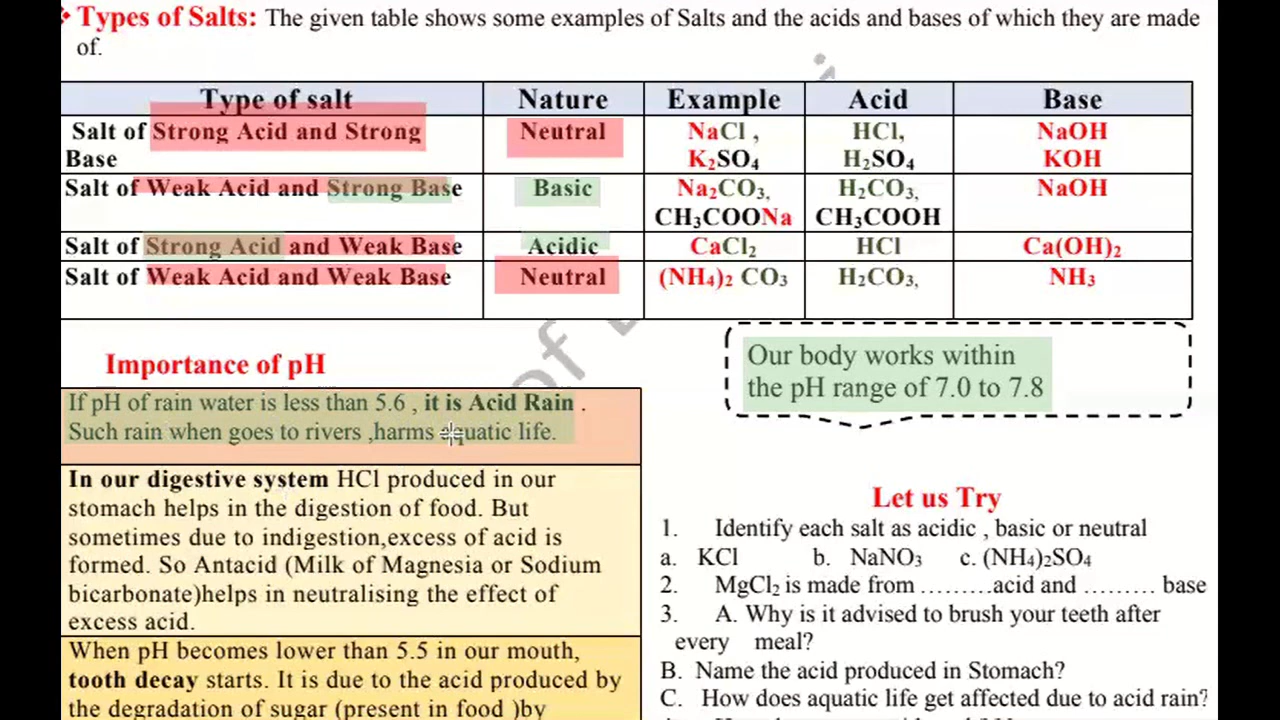 Types of Salts: The given table shows some examples of Salts and the acids and bases of which they are made
of.
Type of salt Nature Example Acid Base
Salt of Strong Acid and Strong Base Neutral NaCl , K₂SO₄ HCl, H₂SO₄ NaOH KOH
Salt of Weak Acid and Strong Base Basic Na₂CO₃, CH₃COONa H₂CO₃, CH₃COOH NaOH
Salt of Strong Acid and Weak Base Acidic CaCl₂ HCl Ca(OH)₂
Salt of Weak Acid and Weak Base Neutral (NH₄)₂ CO₃ H₂CO₃, NH₃
Importance of pH
If pH of rain water is less than 5.6 , it is Acid Rain .
Such rain when goes to rivers ,harms aquatic life.
In our digestive system HCl produced in our
stomach helps in the digestion of food. But
sometimes due to indigestion,excess of acid is
formed. So Antacid (Milk of Magnesia or Sodium
bicarbonate)helps in neutralising the effect of
excess acid.
When pH becomes lower than 5.5 in our mouth,
tooth decay starts. It is due to the acid produced by
the degradation of sugar (present in food )by
Our body works within
the pH range of 7.0 to 7.8
Let us Try
1. Identify each salt as acidic , basic or neutral
a. KCl b. NaNO₃ c. (NH₄)₂SO₄
2. MgCl₂ is made from ………acid and ……… base
3. A. Why is it advised to brush your teeth after
every meal?
B. Name the acid produced in Stomach?
C. How does aquatic life get affected due to acid rain?
of